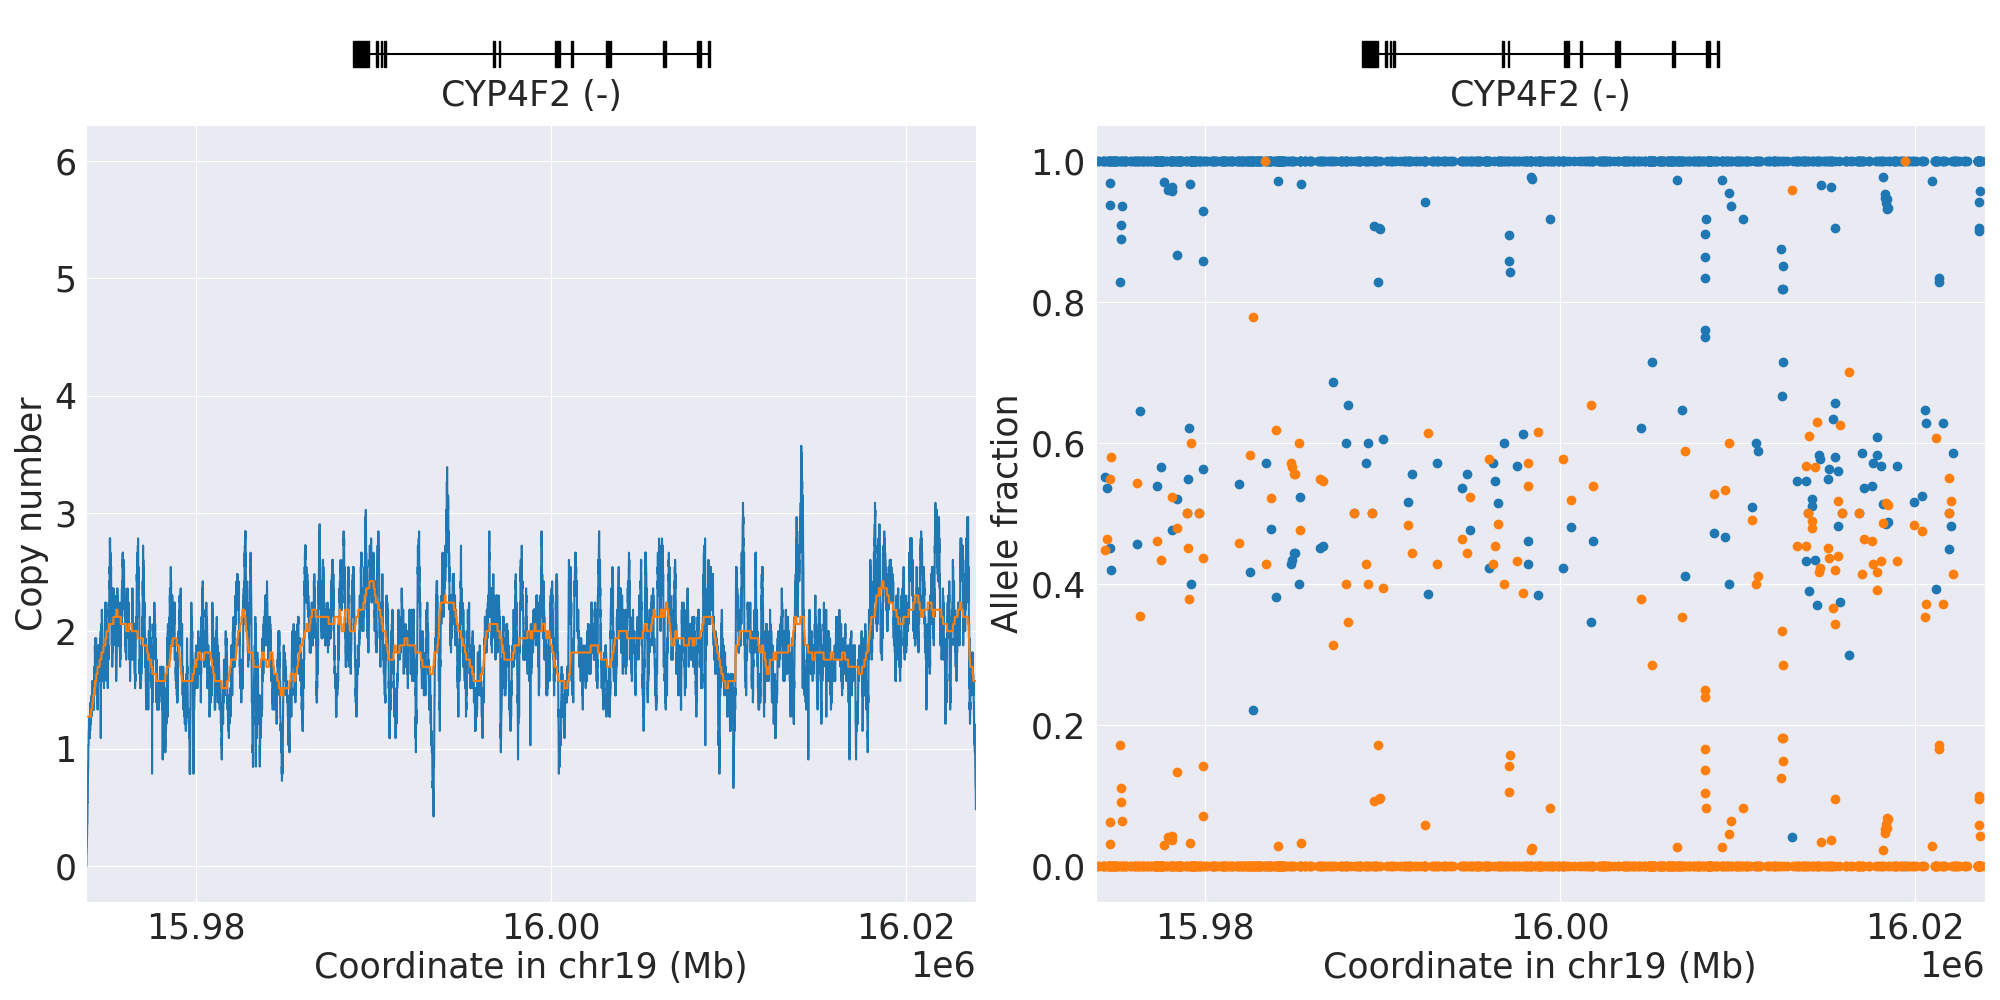 CYP4F2 (-)
6
5
4
3
2
1
0
Copy number
15.98
16.00
16.02
Coordinate in chr19 (Mb)
1e6
CYP4F2 (-)
1.0
0.8
0.6
0.4
0.2
0.0
Allele fraction
15.98
16.00
16.02
Coordinate in chr19 (Mb)
1e6